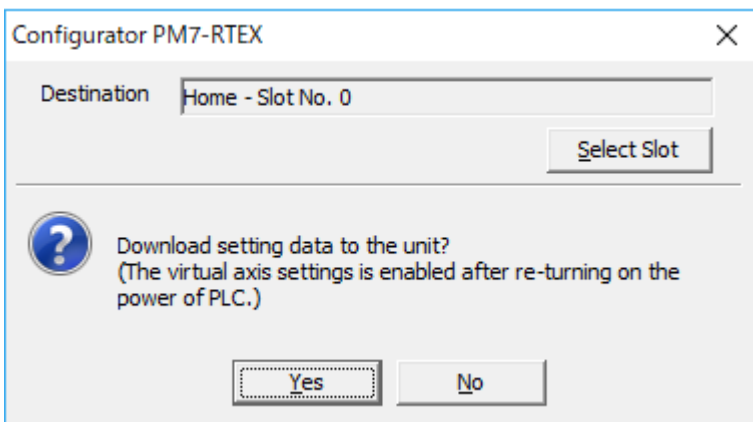 Configurator PM7-RTEX
Destination
Home - Slot No. 0
Select Slot
Download setting data to the unit?
(The virtual axis settings is enabled after re-turning on the
power of PLC.)
Yes
No